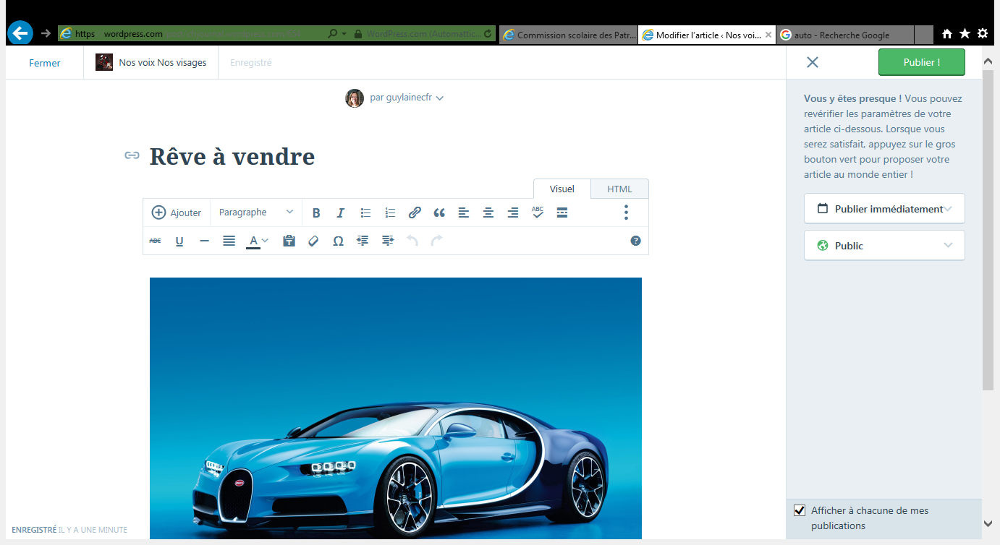 https wordpress.com
WordPress.com (Automattic...
Commission scolaire des Patr...
Modifier l'article ‹ Nos voi...
auto - Recherche Google
Fermer
Nos voix Nos visages
Enregistré
Publier !
par guylainecfr
Vous y êtes presque ! Vous pouvez
revérifier les paramètres de votre
article ci-dessous. Lorsque vous
serez satisfait, appuyez sur le gros
bouton vert pour proposer votre
article au monde entier !
Rêve à vendre
Visuel
HTML
Ajouter
Paragraphe
B I
ABC
ABC U A T Ω ?
Publier immédiatement
Public
Afficher à chacune de mes
publications
ENREGISTRÉ IL Y A UNE MINUTE